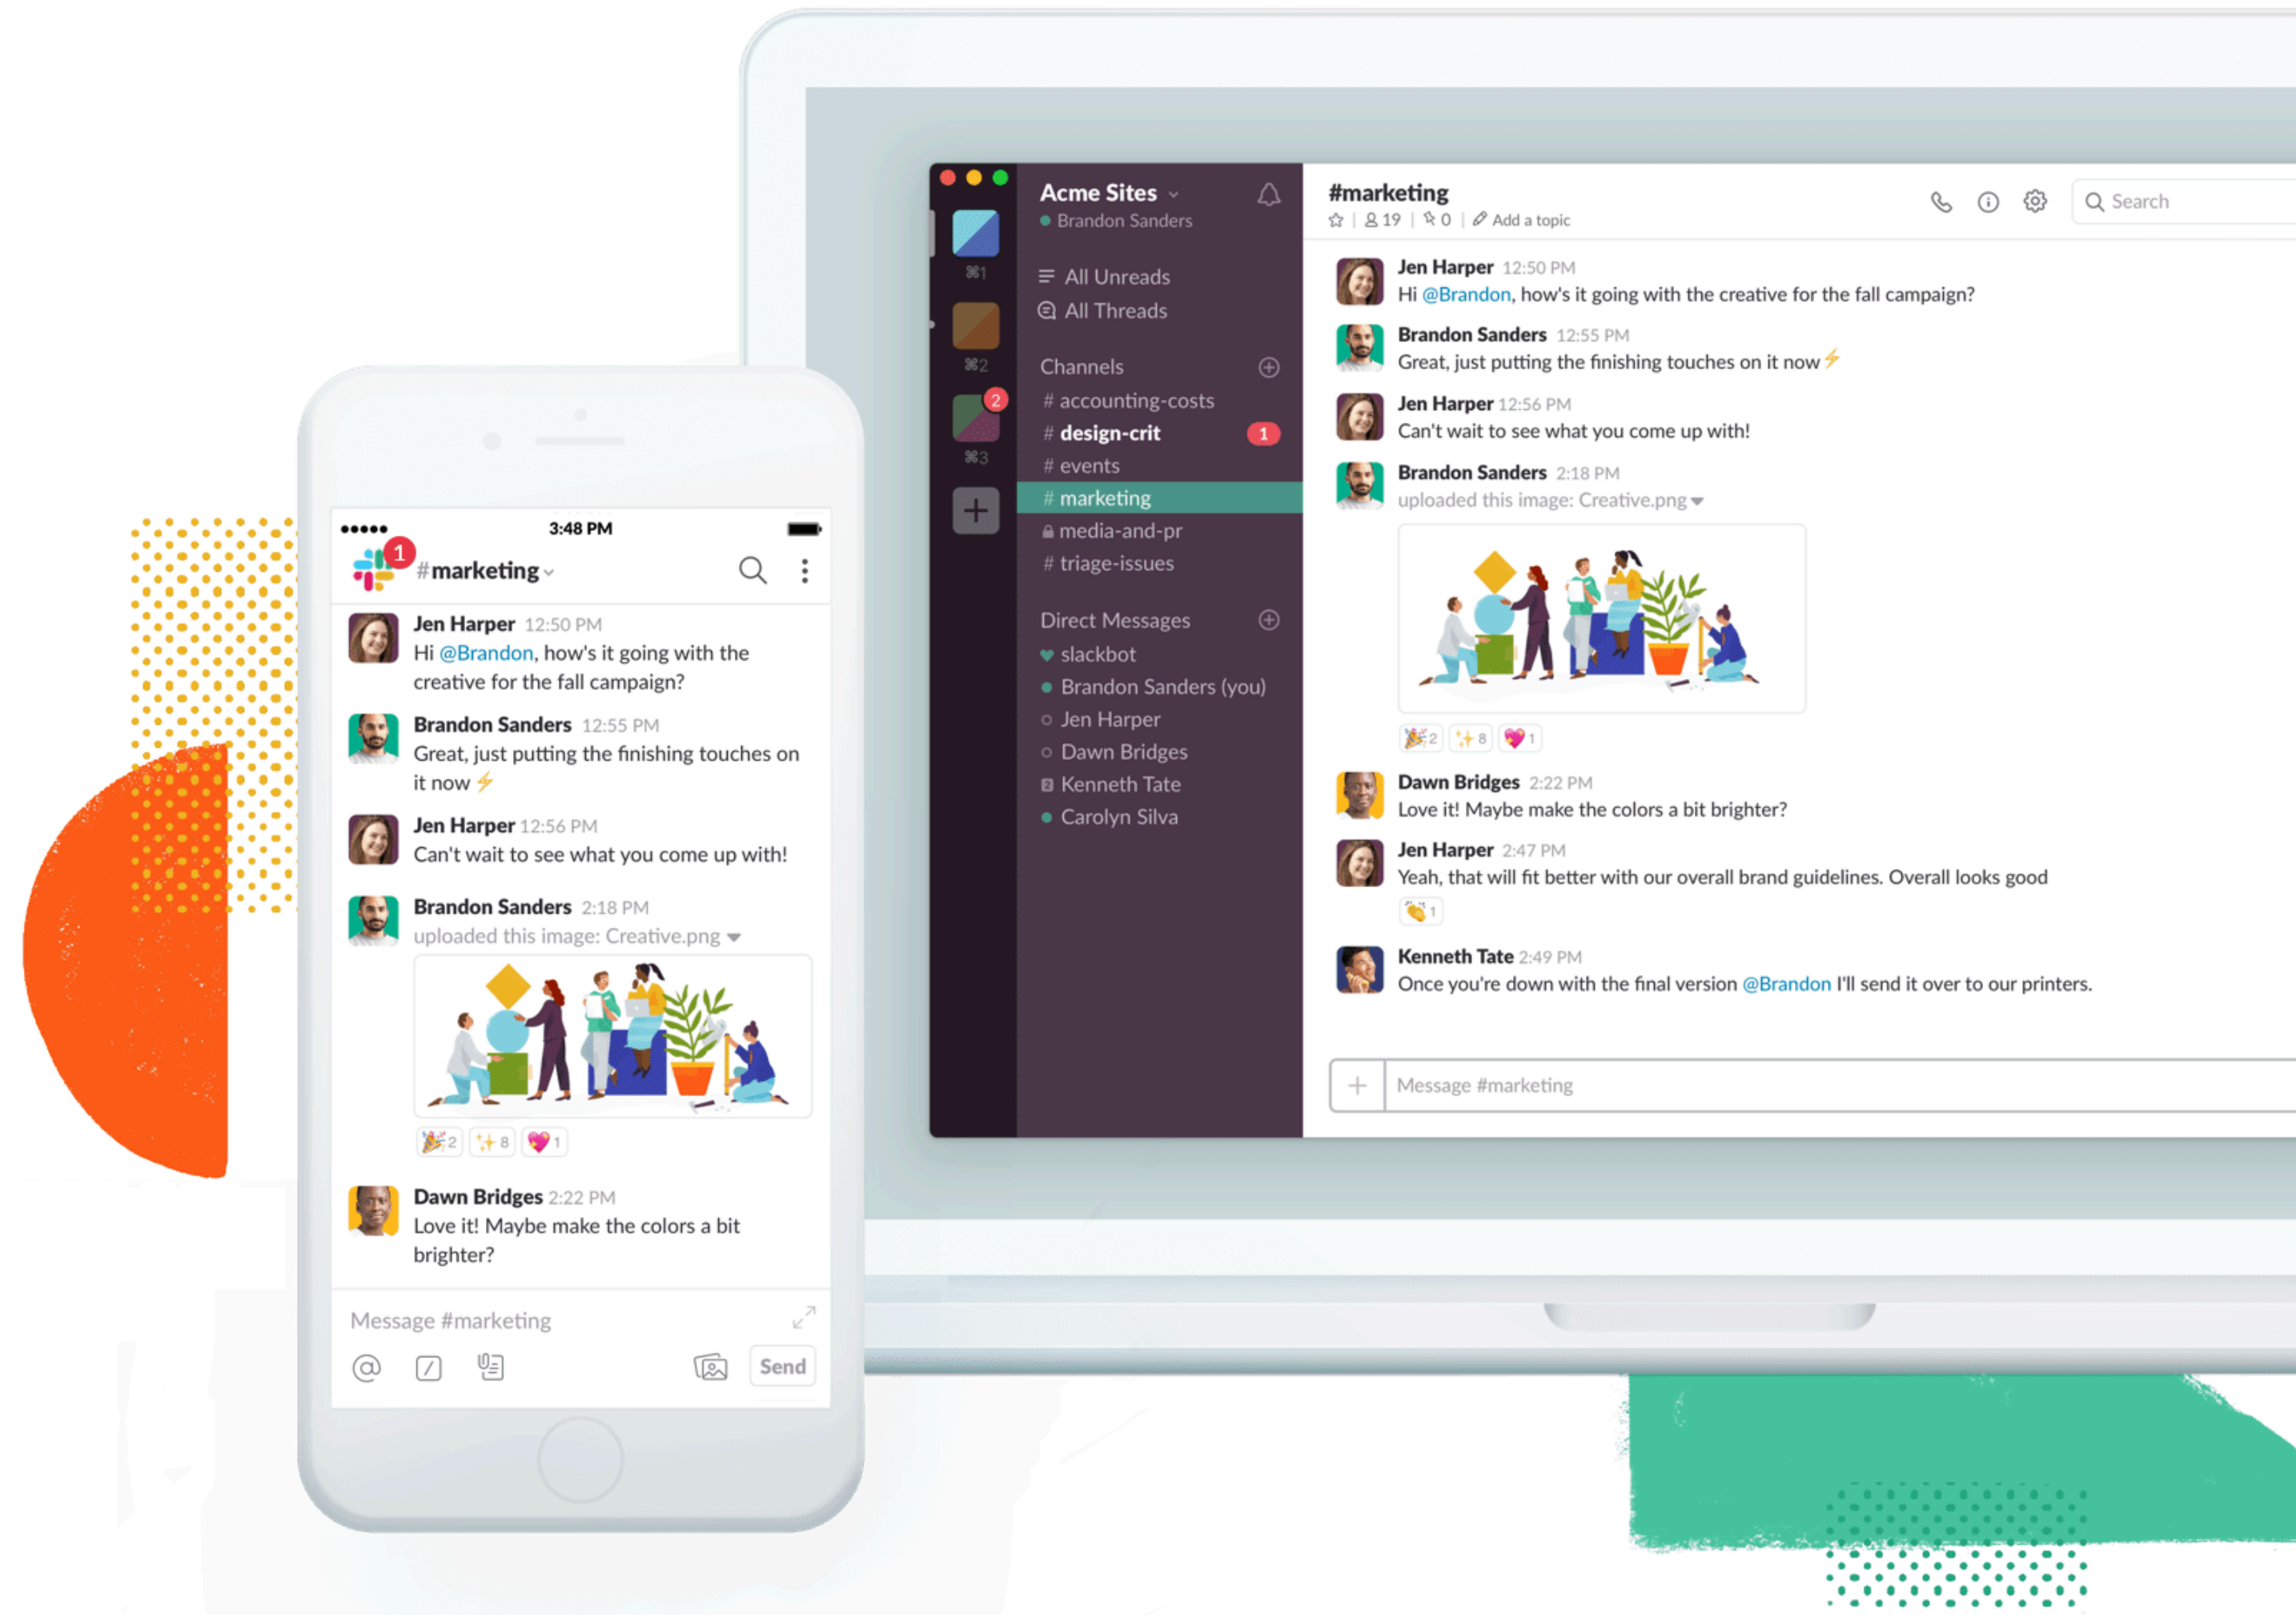 3:48 PM
1
#marketing
Jen Harper 12:50 PM
Hi @Brandon, how's it going with the
creative for the fall campaign?
Brandon Sanders 12:55 PM
Great, just putting the finishing touches on
it now ⚡
Jen Harper 12:56 PM
Can't wait to see what you come up with!
Brandon Sanders 2:18 PM
uploaded this image: Creative.png
2 8 1
Dawn Bridges 2:22 PM
Love it! Maybe make the colors a bit
brighter?
Message #marketing
Send
⌘1
⌘2
2
⌘3
Acme Sites
Brandon Sanders
All Unreads
All Threads
Channels
# accounting-costs
# design-crit 1
# events
# marketing
media-and-pr
# triage-issues
Direct Messages
slackbot
Brandon Sanders (you)
Jen Harper
Dawn Bridges
Kenneth Tate
Carolyn Silva
#marketing
19 | 0 | Add a topic
Search
Jen Harper 12:50 PM
Hi @Brandon, how's it going with the creative for the fall campaign?
Brandon Sanders 12:55 PM
Great, just putting the finishing touches on it now ⚡
Jen Harper 12:56 PM
Can't wait to see what you come up with!
Brandon Sanders 2:18 PM
uploaded this image: Creative.png
2 8 1
Dawn Bridges 2:22 PM
Love it! Maybe make the colors a bit brighter?
Jen Harper 2:47 PM
Yeah, that will fit better with our overall brand guidelines. Overall looks good
1
Kenneth Tate 2:49 PM
Once you're down with the final version @Brandon I'll send it over to our printers.
Message #marketing